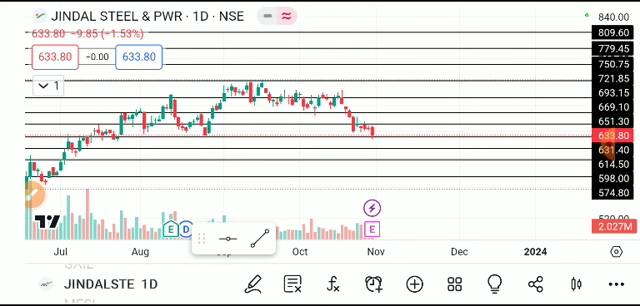 JINDAL STEEL & PWR · 1D · NSE
633.80 −9.85 (−1.53%)
633.80 −0.00 633.80
1
840.00
809.60
779.45
750.75
721.85
693.15
669.10
651.30
633.80
631.40
614.50
598.00
574.80
2.027M
E D E
Jul Aug Oct Nov Dec 2024
JINDALSTE 1D